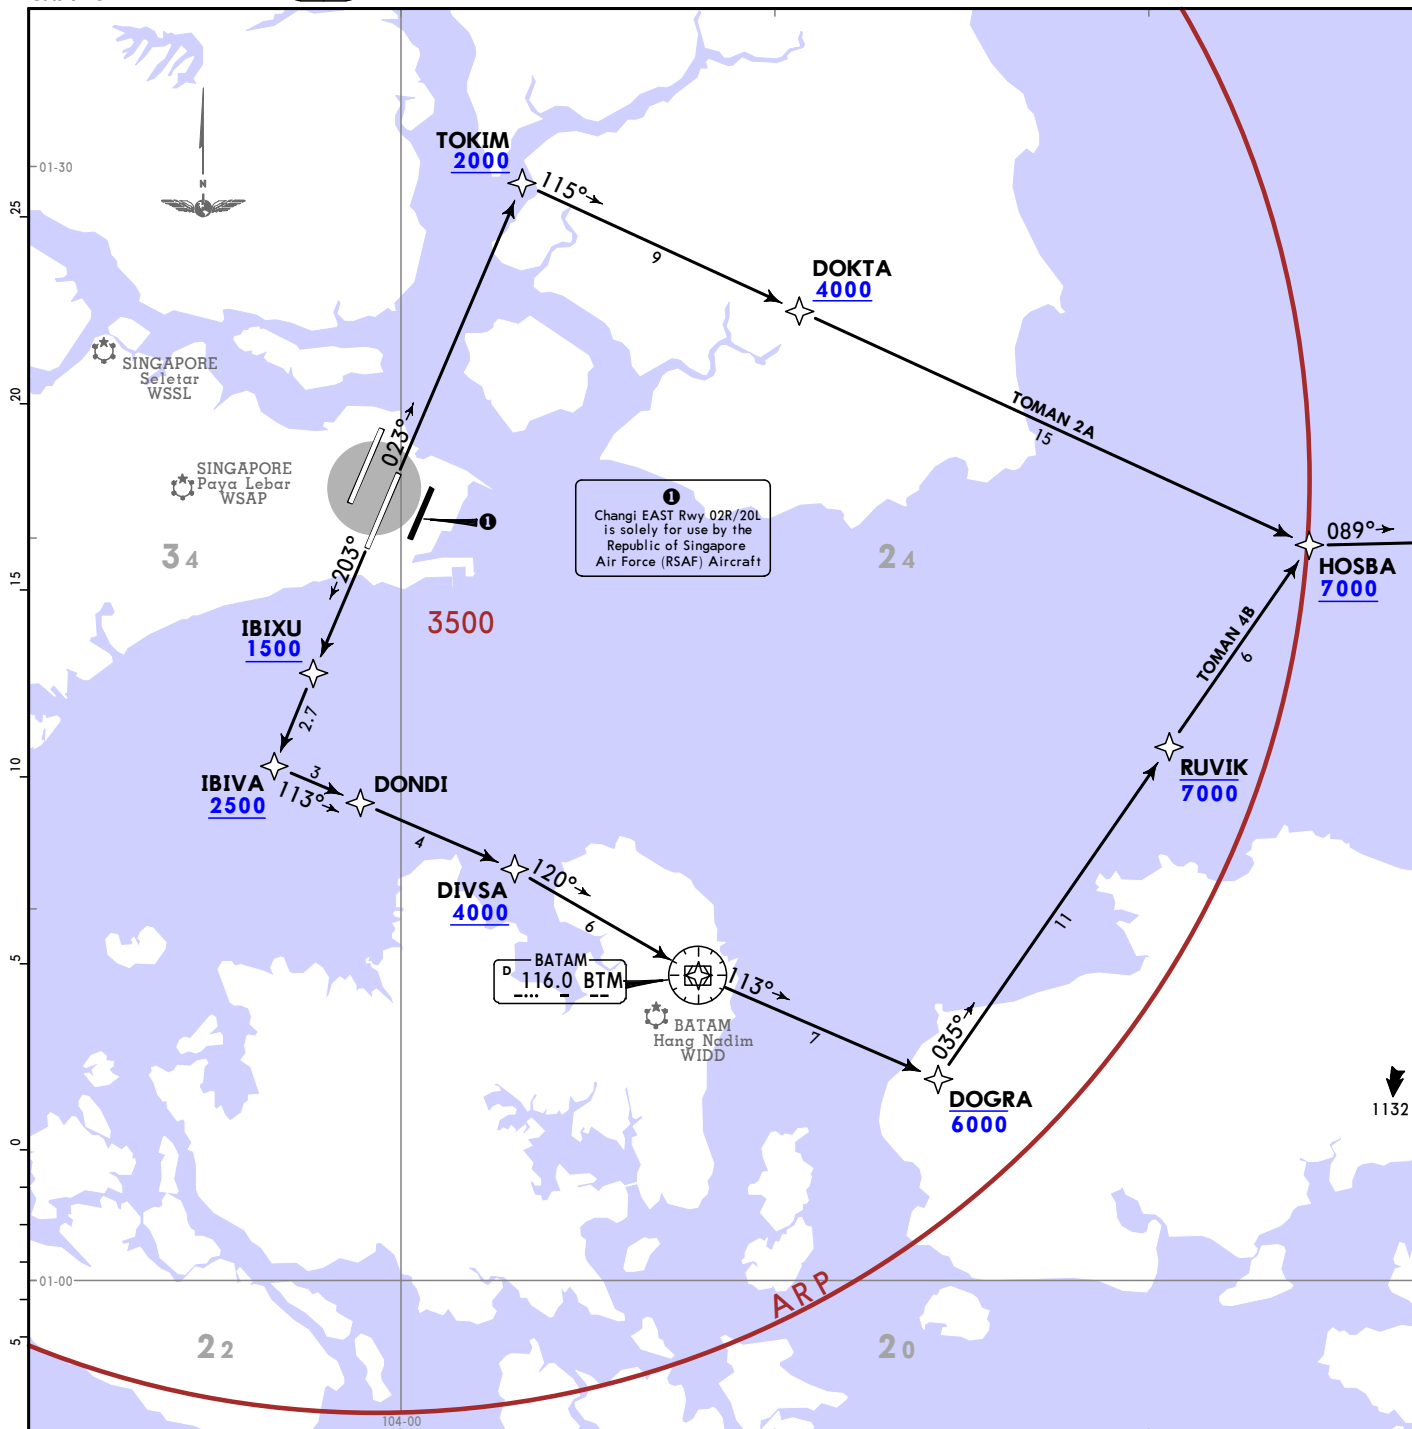 TOKIM
2000
01-30
115°
N
25
9
DOKTA
4000
SINGAPORE
Seletar
WSSL
20
TOMAN 2A
15
023°
SINGAPORE
Paya Lebar
WSAP
1
1
Changi EAST Rwy 02R/20L
is solely for use by the
Republic of Singapore
Air Force (RSAF) Aircraft
089°
34
203°
24
HOSBA
7000
15
3500
IBIXU
1500
TOMAN 4B
6
2.7
10
3
IBIVA
2500
113°
DONDI
RUVIK
7000
4
120°
DIVSA
4000
6
11
5
BATAM
D
116.0 BTM
113°
BATAM
Hang Nadim
WIDD
7
035°
DOGRA
6000
1132
0
01-00
ARP
5
22
20
104-00